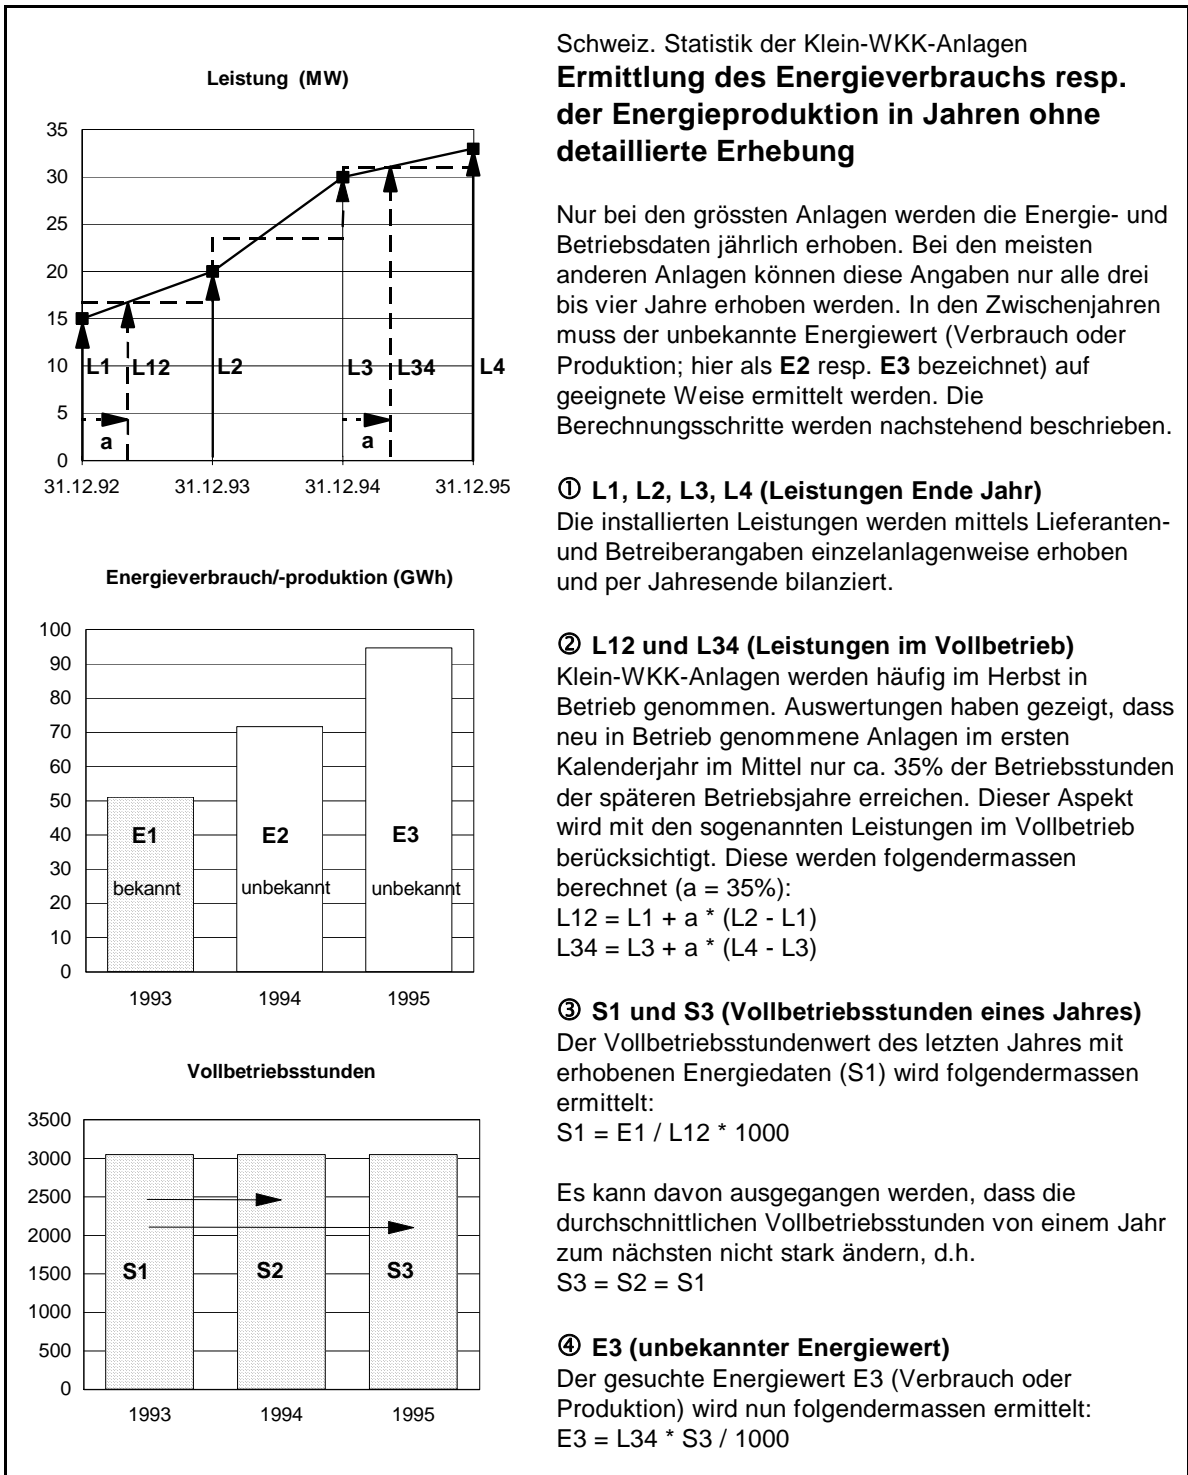 Schweiz. Statistik der Klein-WKK-Anlagen
Ermittlung des Energieverbrauchs resp.
der Energieproduktion in Jahren ohne
detaillierte Erhebung
Nur bei den grössten Anlagen werden die Energie- und
Betriebsdaten jährlich erhoben. Bei den meisten
anderen Anlagen können diese Angaben nur alle drei
bis vier Jahre erhoben werden. In den Zwischenjahren
muss der unbekannte Energiewert (Verbrauch oder
Produktion; hier als E2 resp. E3 bezeichnet) auf
geeignete Weise ermittelt werden. Die
Berechnungsschritte werden nachstehend beschrieben.
① L1, L2, L3, L4 (Leistungen Ende Jahr)
Die installierten Leistungen werden mittels Lieferanten-
und Betreiberangaben einzelanlagenweise erhoben
und per Jahresende bilanziert.
② L12 und L34 (Leistungen im Vollbetrieb)
Klein-WKK-Anlagen werden häufig im Herbst in
Betrieb genommen. Auswertungen haben gezeigt, dass
neu in Betrieb genommene Anlagen im ersten
Kalenderjahr im Mittel nur ca. 35% der Betriebsstunden
der späteren Betriebsjahre erreichen. Dieser Aspekt
wird mit den sogenannten Leistungen im Vollbetrieb
berücksichtigt. Diese werden folgendermassen
berechnet (a = 35%):
L12 = L1 + a * (L2 - L1)
L34 = L3 + a * (L4 - L3)
③ S1 und S3 (Vollbetriebsstunden eines Jahres)
Der Vollbetriebsstundenwert des letzten Jahres mit
erhobenen Energiedaten (S1) wird folgendermassen
ermittelt:
S1 = E1 / L12 * 1000
Es kann davon ausgegangen werden, dass die
durchschnittlichen Vollbetriebsstunden von einem Jahr
zum nächsten nicht stark ändern, d.h.
S3 = S2 = S1
④ E3 (unbekannter Energiewert)
Der gesuchte Energiewert E3 (Verbrauch oder
Produktion) wird nun folgendermassen ermittelt:
E3 = L34 * S3 / 1000
Leistung (MW)
35
30
25
20
15
10
5
0
L1 L12 L2 L3 L34 L4
a a
31.12.92 31.12.93 31.12.94 31.12.95
Energieverbrauch/-produktion (GWh)
100
90
80
70
60
50
40
30
20
10
0
E1 E2 E3
bekannt unbekannt unbekannt
1993 1994 1995
Vollbetriebsstunden
3500
3000
2500
2000
1500
1000
500
0
S1 S2 S3
1993 1994 1995